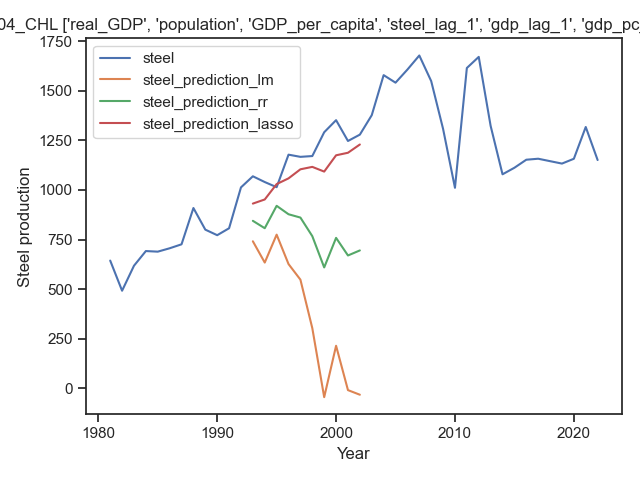 04_CHL ['real_GDP', 'population', 'GDP_per_capita', 'steel_lag_1', 'gdp_lag_1',
steel
steel_prediction_lm
steel_prediction_rr
steel_prediction_lasso
Steel production
1750
1500
1250
1000
750
500
250
0
1980
1990
2000
2010
2020
Year